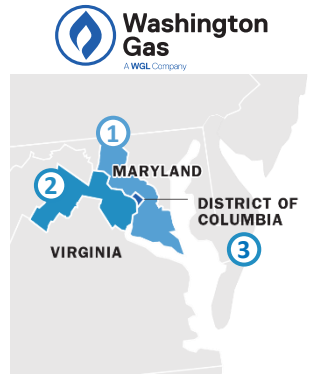 Washington
Gas
A WGL Company
1
MARYLAND
2
DISTRICT OF
COLUMBIA
3
VIRGINIA